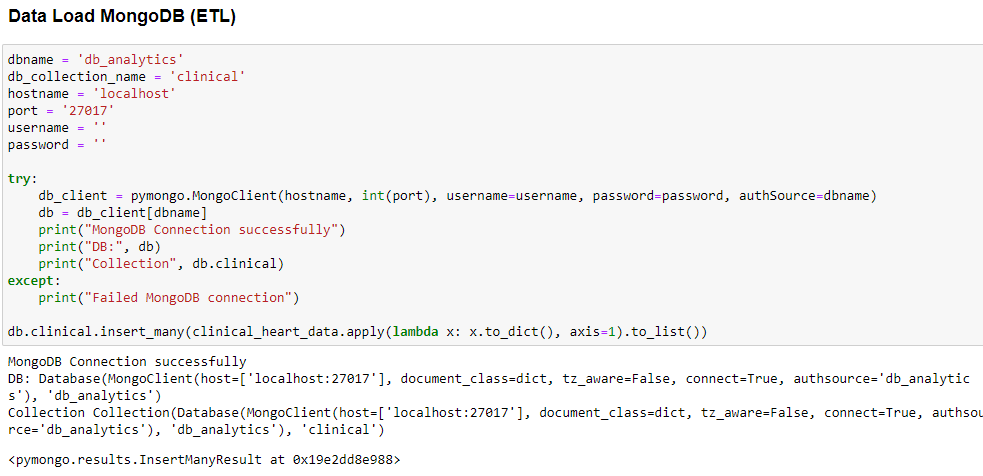 Data Load MongoDB (ETL)
dbname = 'db_analytics'
db_collection_name = 'clinical'
hostname = 'localhost'
port = '27017'
username = ''
password = ''
try:
    db_client = pymongo.MongoClient(hostname, int(port), username=username, password=password, authSource=dbname)
    db = db_client[dbname]
    print("MongoDB Connection successfully")
    print("DB:", db)
    print("Collection", db.clinical)
except:
    print("Failed MongoDB connection")
db.clinical.insert_many(clinical_heart_data.apply(lambda x: x.to_dict(), axis=1).to_list())
MongoDB Connection successfully
DB: Database(MongoClient(host=['localhost:27017'], document_class=dict, tz_aware=False, connect=True, authsource='db_analytic
s'), 'db_analytics')
Collection Collection(Database(MongoClient(host=['localhost:27017'], document_class=dict, tz_aware=False, connect=True, authsou
rce='db_analytics'), 'db_analytics'), 'clinical')
<pymongo.results.InsertManyResult at 0x19e2dd8e988>